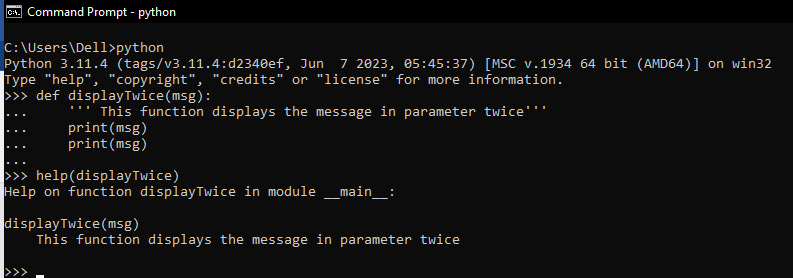 Command Prompt - python
C:\Users\Dell>python
Python 3.11.4 (tags/v3.11.4:d2340ef, Jun  7 2023, 05:45:37) [MSC v.1934 64 bit (AMD64)] on win32
Type "help", "copyright", "credits" or "license" for more information.
>>> def displayTwice(msg):
...     ''' This function displays the message in parameter twice'''
...     print(msg)
...     print(msg)
...
>>> help(displayTwice)
Help on function displayTwice in module __main__:
displayTwice(msg)
    This function displays the message in parameter twice
>>>